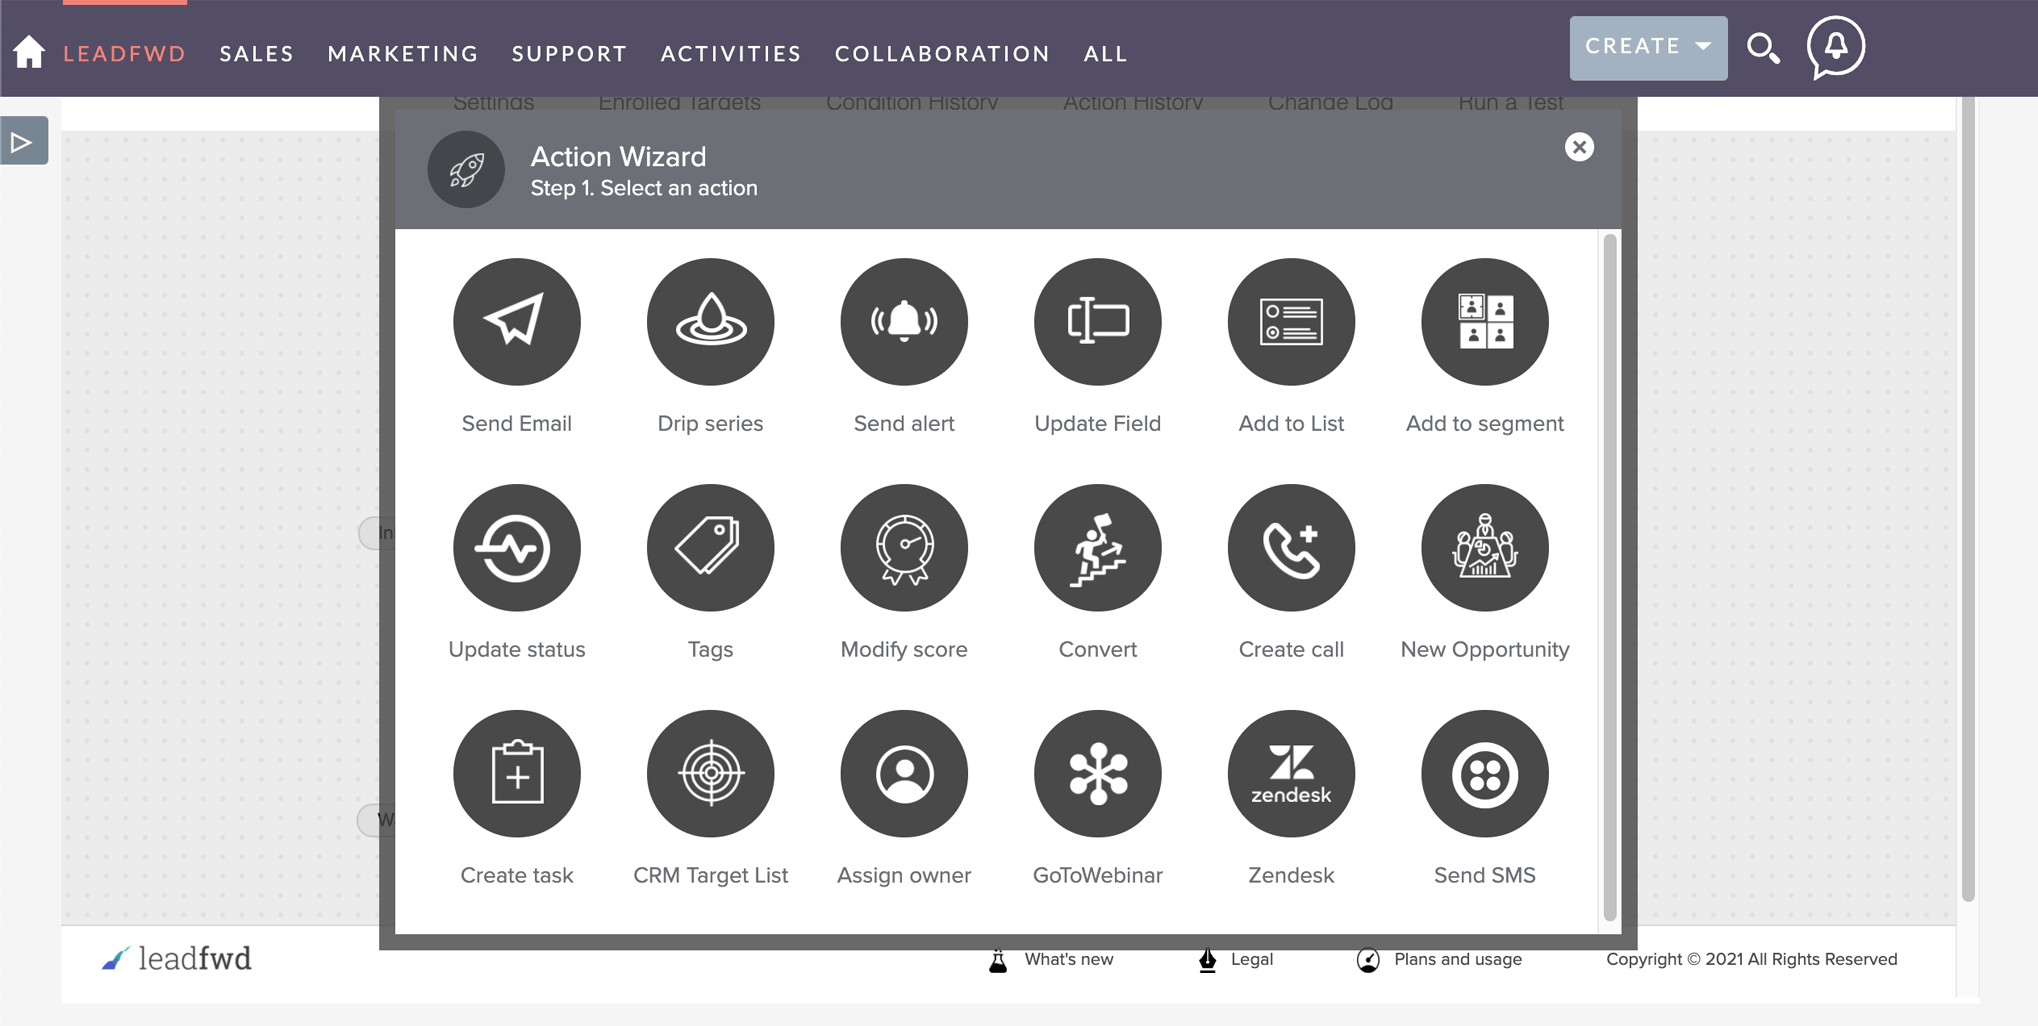 LEADFWD SALES MARKETING SUPPORT ACTIVITIES COLLABORATION ALL CREATE
Settings Enrolled Targets Condition History Action History Change Log Run a Test
Action Wizard
Step 1. Select an action
Send Email Drip series Send alert Update Field Add to List Add to segment
In
Update status Tags Modify score Convert Create call New Opportunity
zendesk
W
Create task CRM Target List Assign owner GoToWebinar Zendesk Send SMS
leadfwd What's new Legal Plans and usage Copyright © 2021 All Rights Reserved